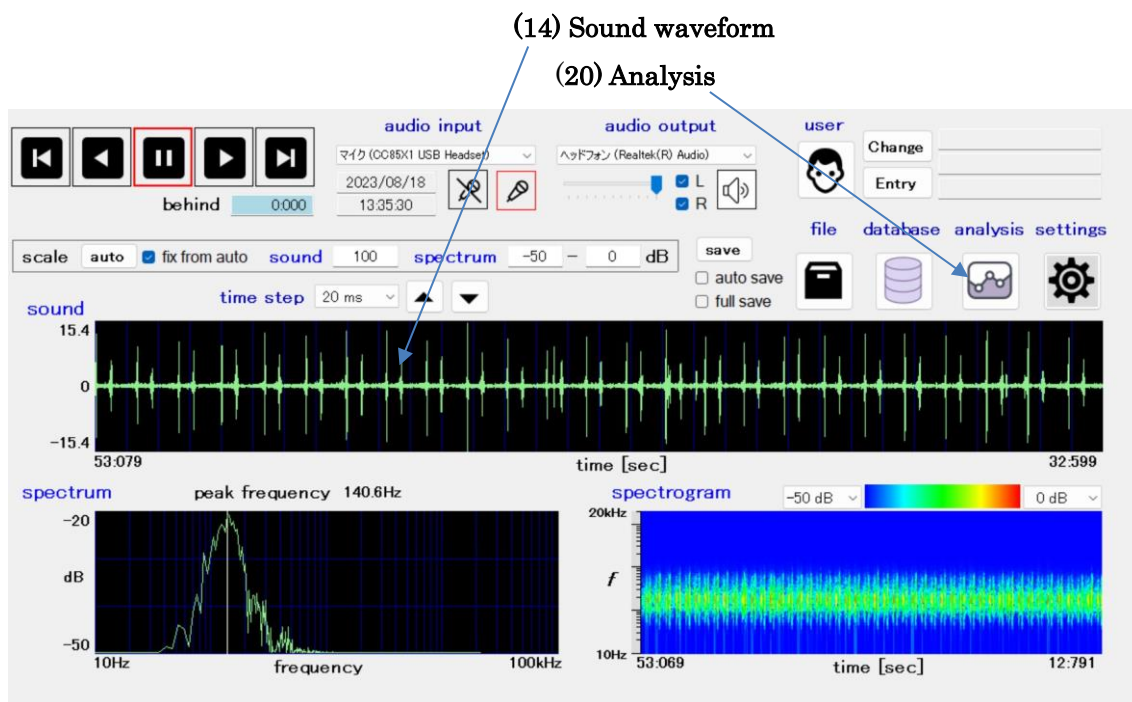 (14) Sound waveform
(20) Analysis
audio input
audio output
user
マイク (CC85X1 USB Headset)
ヘッドフォン (Realtek(R) Audio)
Change
2023/08/18
L
Entry
behind
0:000
13:35:30
R
file
database
analysis
settings
scale
auto
fix from auto
sound
100
spectrum
-50
-
0
dB
save
auto save
full save
time step
20 ms
sound
15.4
0
-15.4
53:079
time [sec]
32:599
spectrum
peak frequency 140.6Hz
-20
dB
-50
10Hz
frequency
100kHz
spectrogram
-50 dB
0 dB
20kHz
f
10Hz
53:069
time [sec]
12:791